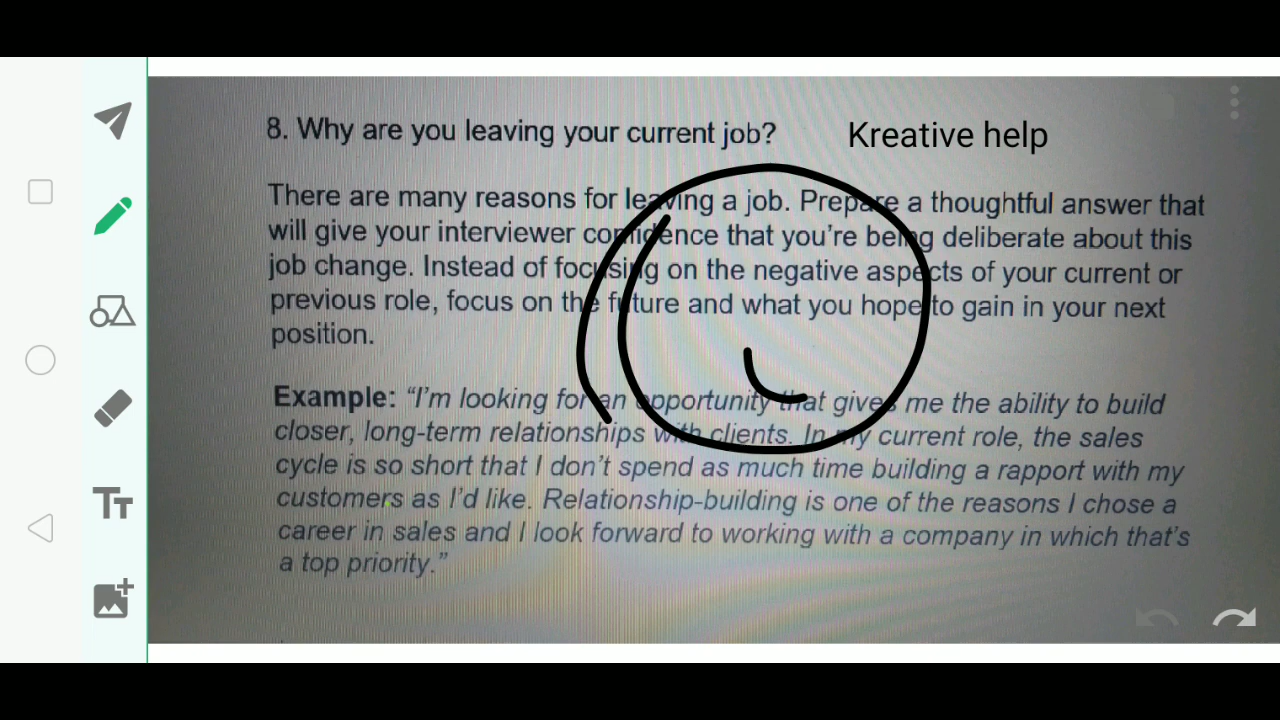 8. Why are you leaving your current job?
Kreative help
There are many reasons for leaving a job. Prepare a thoughtful answer that
will give your interviewer confidence that you're being deliberate about this
job change. Instead of focusing on the negative aspects of your current or
previous role, focus on the future and what you hope to gain in your next
position.
Example: “I'm looking for an opportunity that gives me the ability to build
closer, long-term relationships with clients. In my current role, the sales
cycle is so short that I don't spend as much time building a rapport with my
customers as I'd like. Relationship-building is one of the reasons I chose a
career in sales and I look forward to working with a company in which that's
a top priority.”
TT